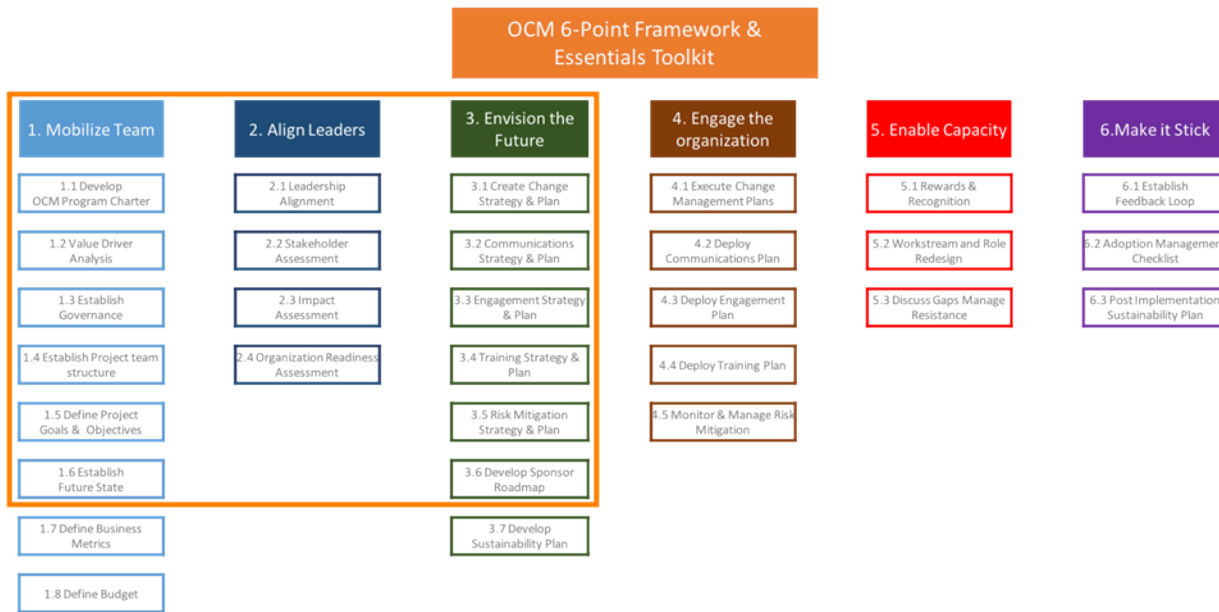 OCM 6-Point Framework &
Essentials Toolkit
1. Mobilize Team
1.1 Develop
OCM Program Charter
1.2 Value Driver
Analysis
1.3 Establish
Governance
1.4 Establish Project team
structure
1.5 Define Project
Goals & Objectives
1.6 Establish
Future State
1.7 Define Business
Metrics
1.8 Define Budget
2. Align Leaders
2.1 Leadership
Alignment
2.2 Stakeholder
Assessment
2.3 Impact
Assessment
2.4 Organization Readiness
Assessment
3. Envision the
Future
3.1 Create Change
Strategy & Plan
3.2 Communications
Strategy & Plan
3.3 Engagement Strategy
& Plan
3.4 Training Strategy &
Plan
3.5 Risk Mitigation
Strategy & Plan
3.6 Develop Sponsor
Roadmap
3.7 Develop
Sustainability Plan
4. Engage the
organization
4.1 Execute Change
Management Plans
4.2 Deploy
Communications Plan
4.3 Deploy Engagement
Plan
4.4 Deploy Training Plan
4.5 Monitor & Manage Risk
Mitigation
5. Enable Capacity
5.1 Rewards &
Recognition
5.2 Workstream and Role
Redesign
5.3 Discuss Gaps Manage
Resistance
6.Make it Stick
6.1 Establish
Feedback Loop
6.2 Adoption Management
Checklist
6.3 Post Implementation
Sustainability Plan